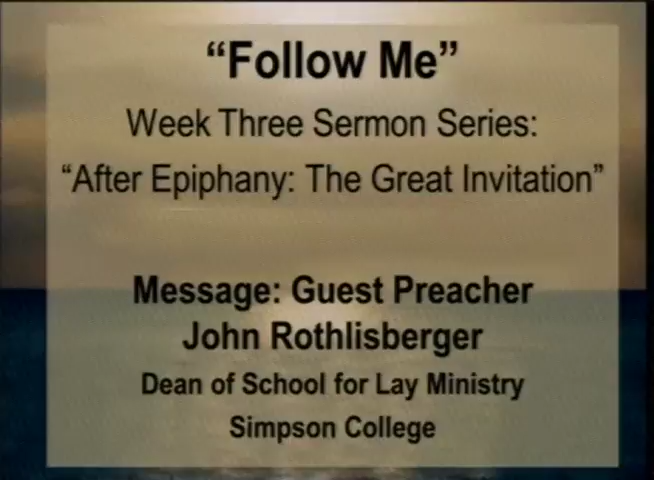 “Follow Me”
Week Three Sermon Series:
“After Epiphany: The Great Invitation”
Message: Guest Preacher
John Rothlisberger
Dean of School for Lay Ministry
Simpson College